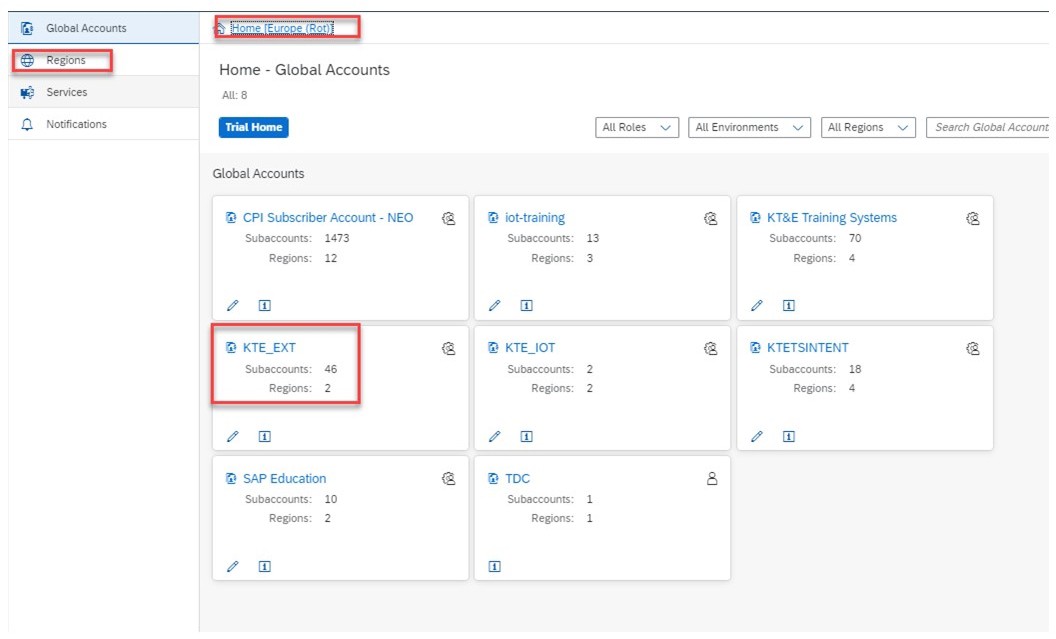 Global Accounts
Home [Europe (Rot)]
Regions
Home - Global Accounts
Services
All: 8
Notifications
Trial Home
All Roles
All Environments
All Regions
Search Global Account
Global Accounts
CPI Subscriber Account - NEO
Subaccounts: 1473
Regions: 12
iot-training
Subaccounts: 13
Regions: 3
KT&E Training Systems
Subaccounts: 70
Regions: 4
KTE_EXT
Subaccounts: 46
Regions: 2
KTE_IOT
Subaccounts: 2
Regions: 2
KTETSINTENT
Subaccounts: 18
Regions: 4
SAP Education
Subaccounts: 10
Regions: 2
TDC
Subaccounts: 1
Regions: 1